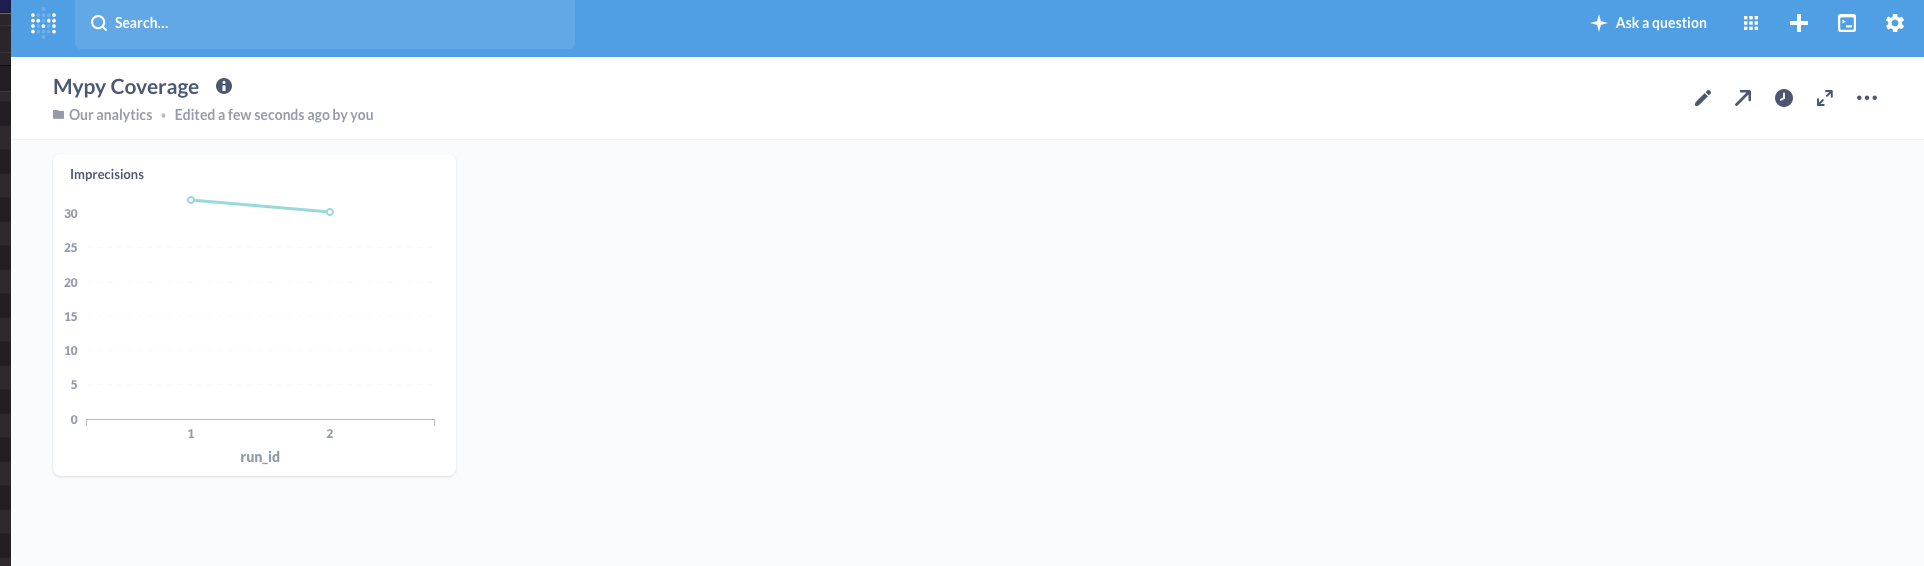 Search...
Ask a question
Mypy Coverage
Our analytics • Edited a few seconds ago by you
Imprecisions
30
25
20
15
10
5
0
1 2
run_id